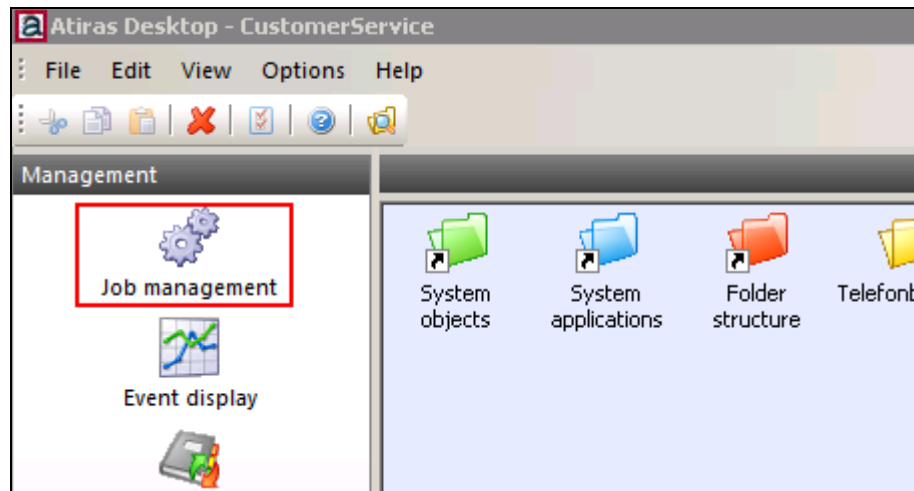 Atiras Desktop - CustomerService
File Edit View Options Help
Management
Job management
Event display
System
objects
System
applications
Folder
structure